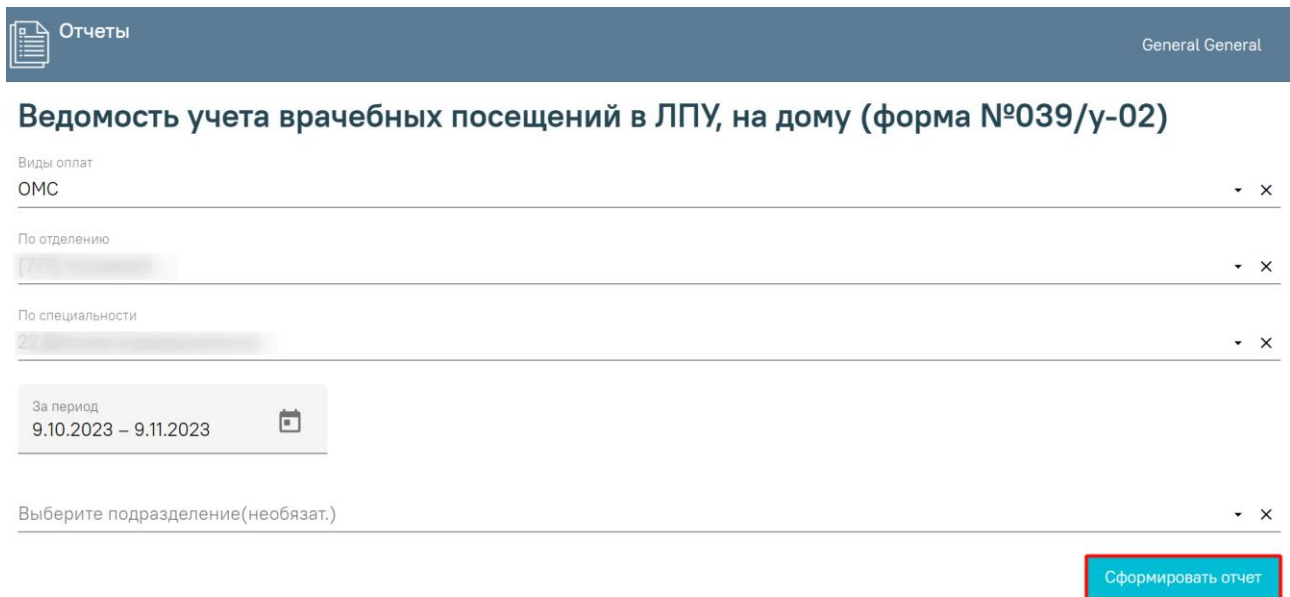 Отчеты
General General
Ведомость учета врачебных посещений в ЛПУ, на дому (форма №039/у-02)
Виды оплат
ОМС
По отделению
По специальности
22
За период
9.10.2023 – 9.11.2023
Выберите подразделение(необязат.)
Сформировать отчет